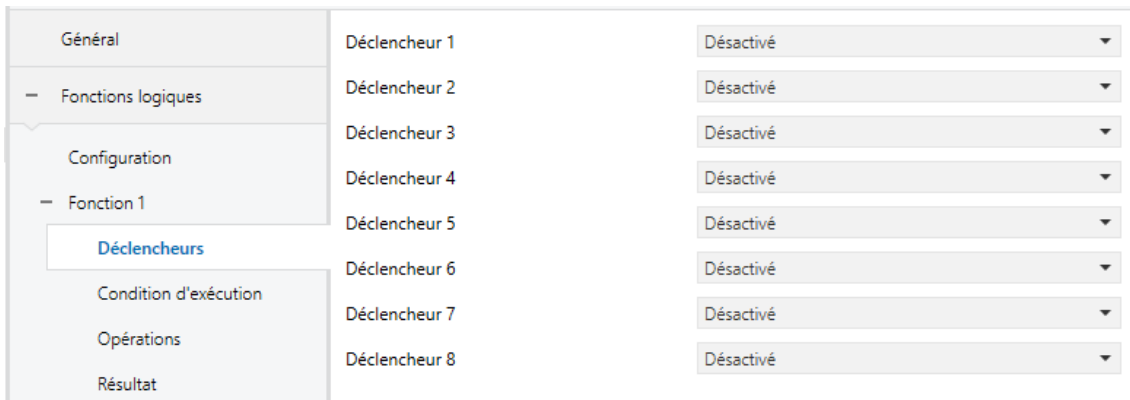 Général
Fonctions logiques
Configuration
Fonction 1
Déclencheurs
Condition d'exécution
Opérations
Résultat
Déclencheur 1 Désactivé
Déclencheur 2 Désactivé
Déclencheur 3 Désactivé
Déclencheur 4 Désactivé
Déclencheur 5 Désactivé
Déclencheur 6 Désactivé
Déclencheur 7 Désactivé
Déclencheur 8 Désactivé